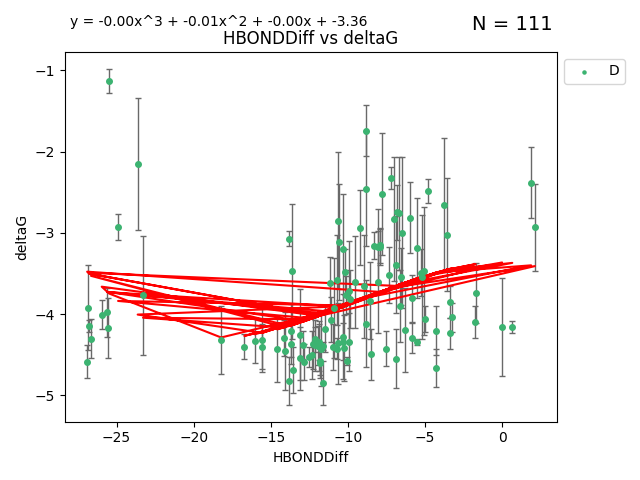 y = -0.00x^3 + -0.01x^2 + -0.00x + -3.36
N = 111
HBONDDiff vs deltaG
D
deltaG
−1
−2
−3
−4
−5
−25
−20
−15
−10
−5
0
HBONDDiff